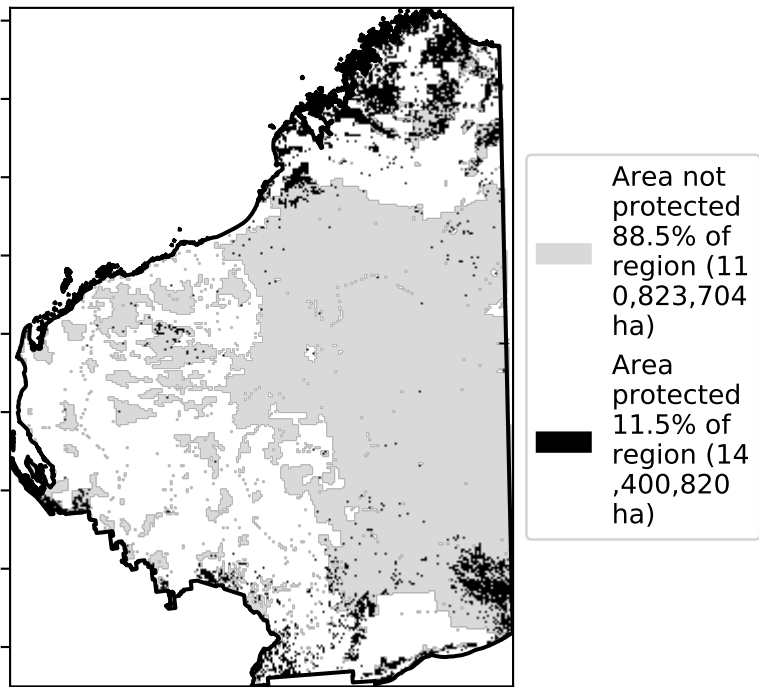 Area not
protected
88.5% of
region (11
0,823,704
ha)
Area
protected
11.5% of
region (14
,400,820
ha)